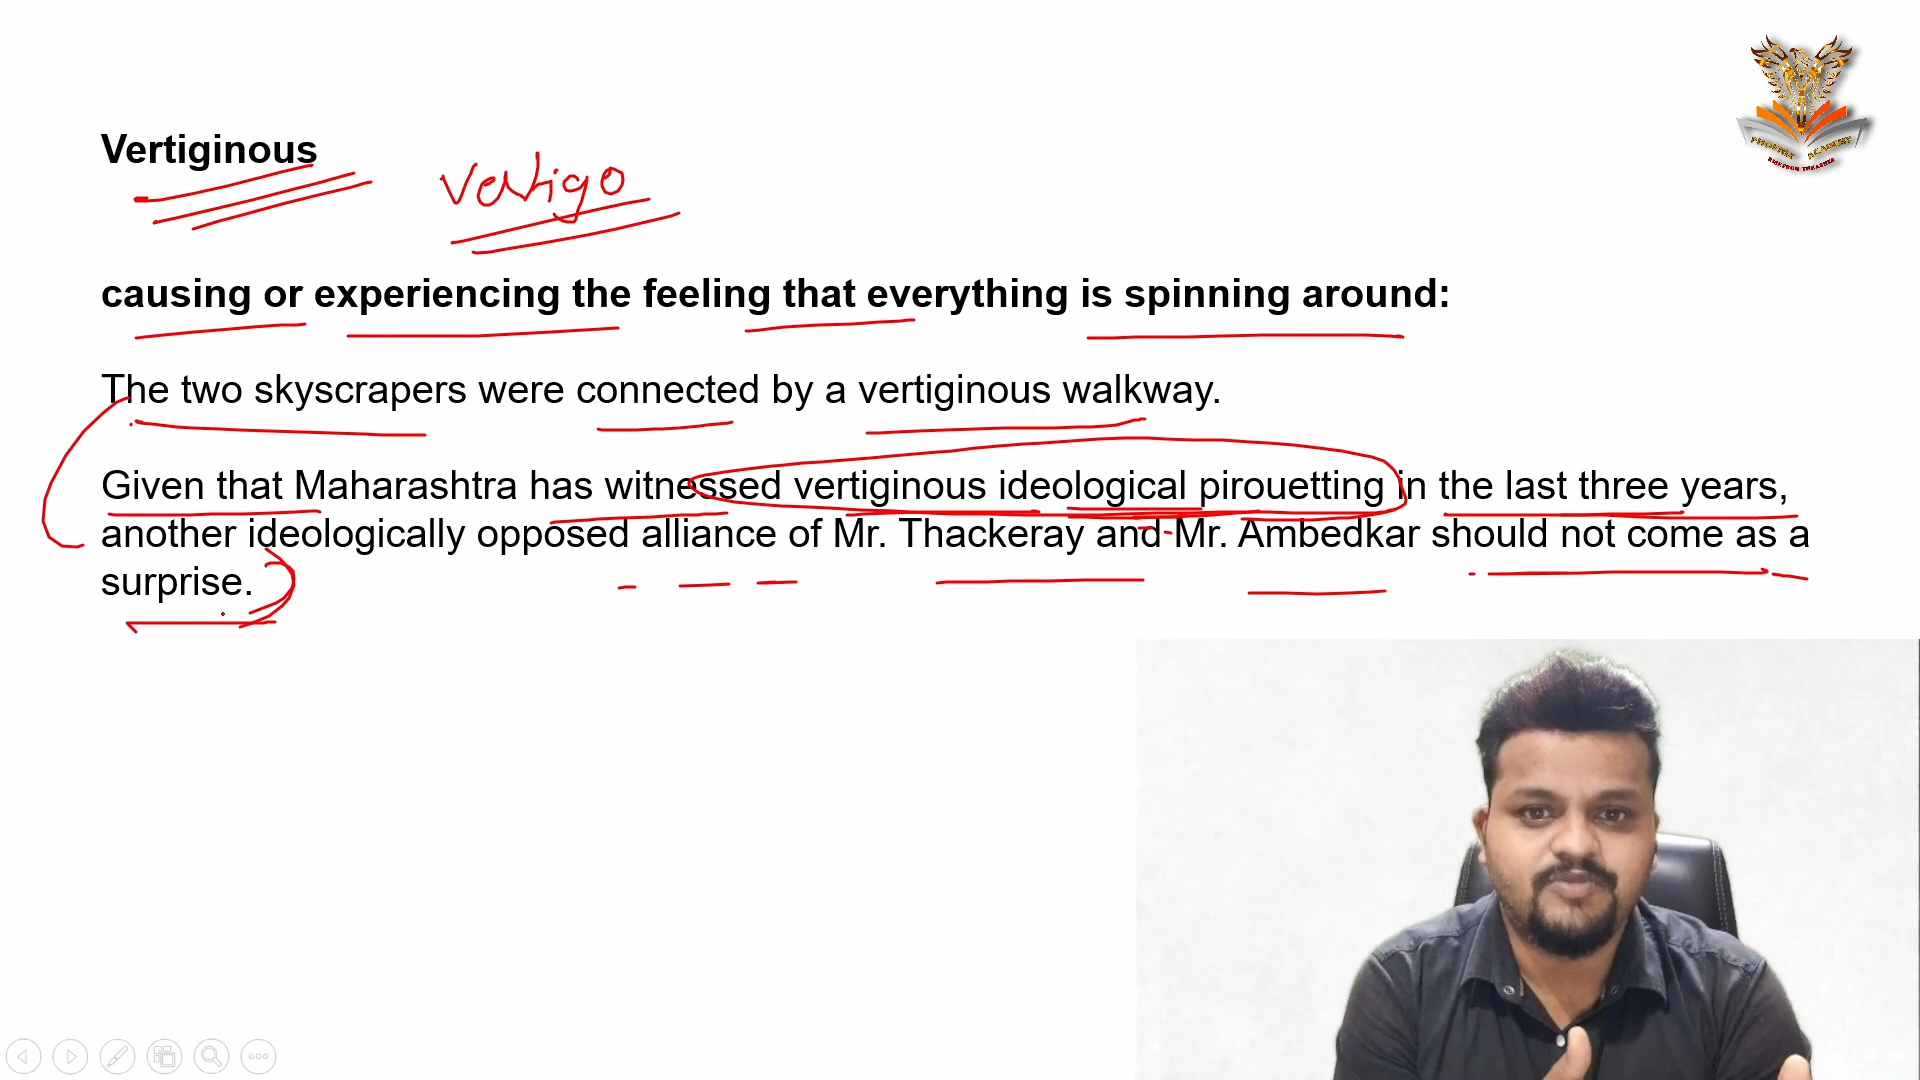 PHOENIX ACADEMY
Vertiginous
vertigo
causing or experiencing the feeling that everything is spinning around:
The two skyscrapers were connected by a vertiginous walkway.
Given that Maharashtra has witnessed vertiginous ideological pirouetting in the last three years,
another ideologically opposed alliance of Mr. Thackeray and Mr. Ambedkar should not come as a
surprise.